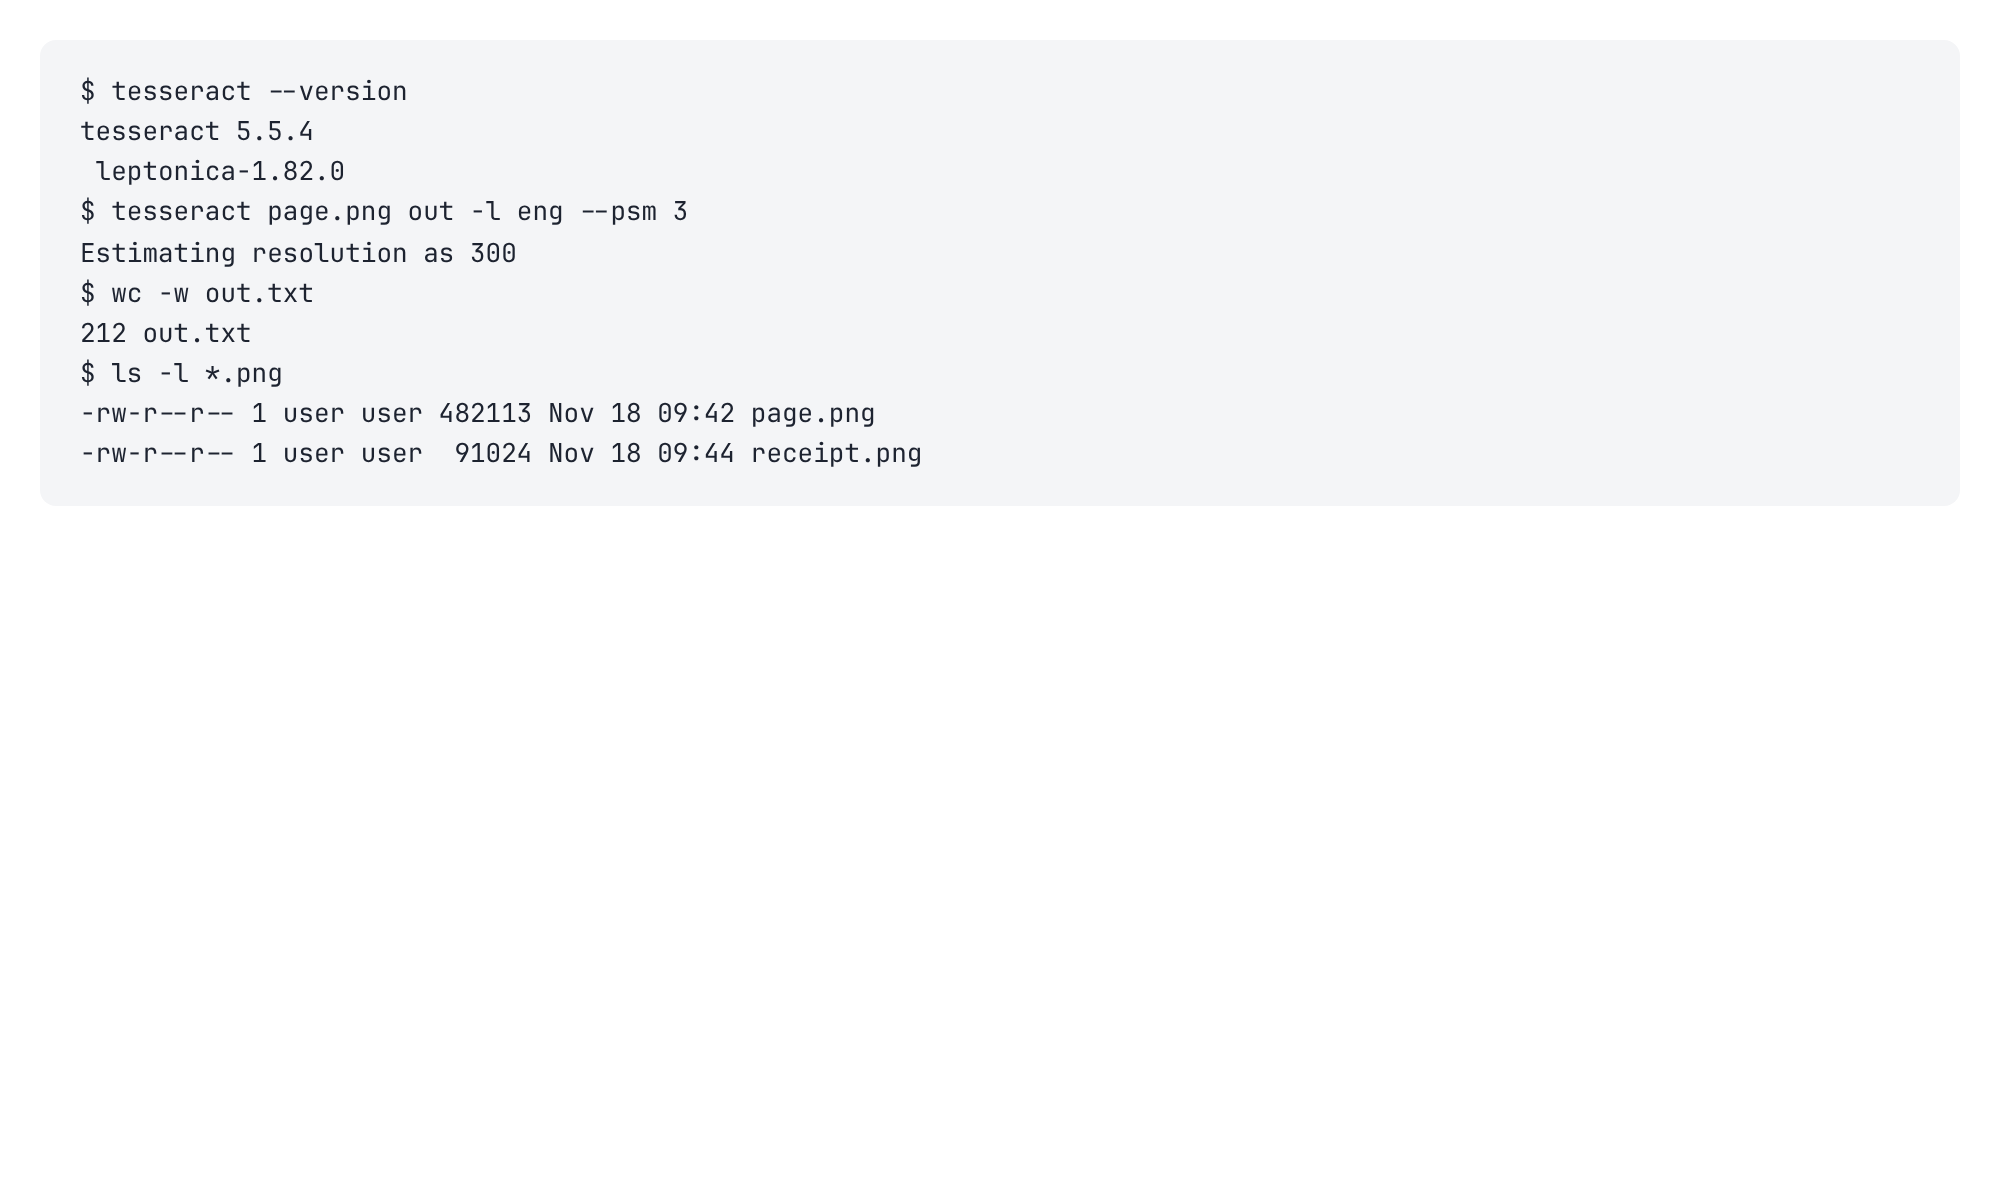 $ tesseract --version
tesseract 5.5.4
 leptonica-1.82.0
$ tesseract page.png out -l eng --psm 3
Estimating resolution as 300
$ wc -w out.txt
212 out.txt
$ ls -l *.png
-rw-r--r-- 1 user user 482113 Nov 18 09:42 page.png
-rw-r--r-- 1 user user  91024 Nov 18 09:44 receipt.png